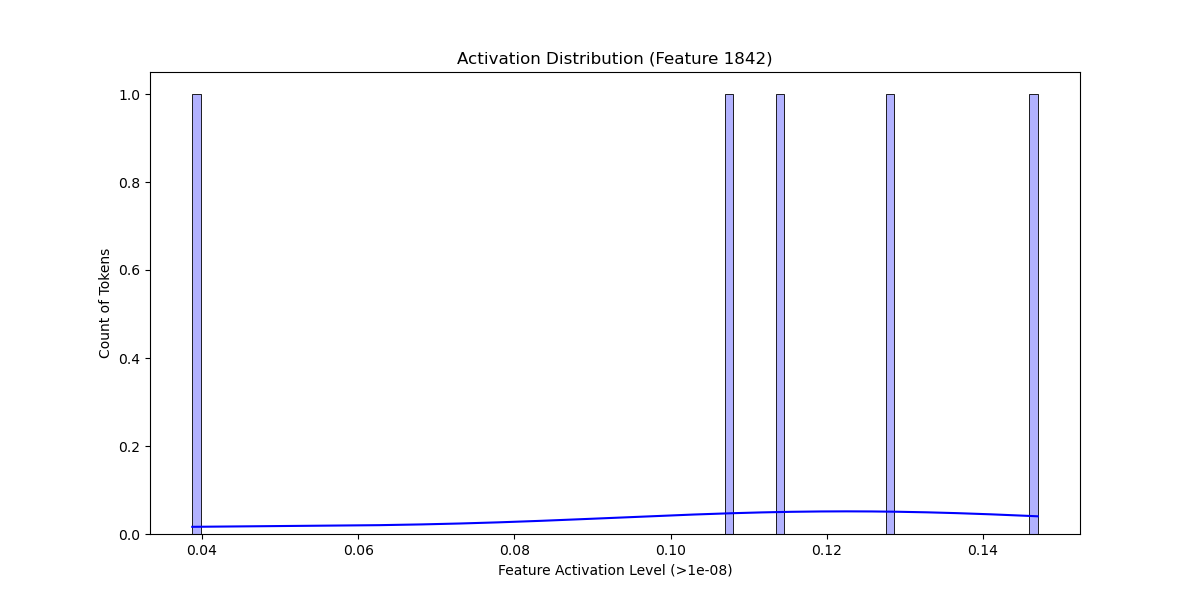 Activation Distribution (Feature 1842)
1.0
0.8
0.6
0.4
0.2
0.0
Count of Tokens
0.04 0.06 0.08 0.10 0.12 0.14
Feature Activation Level (>1e-08)